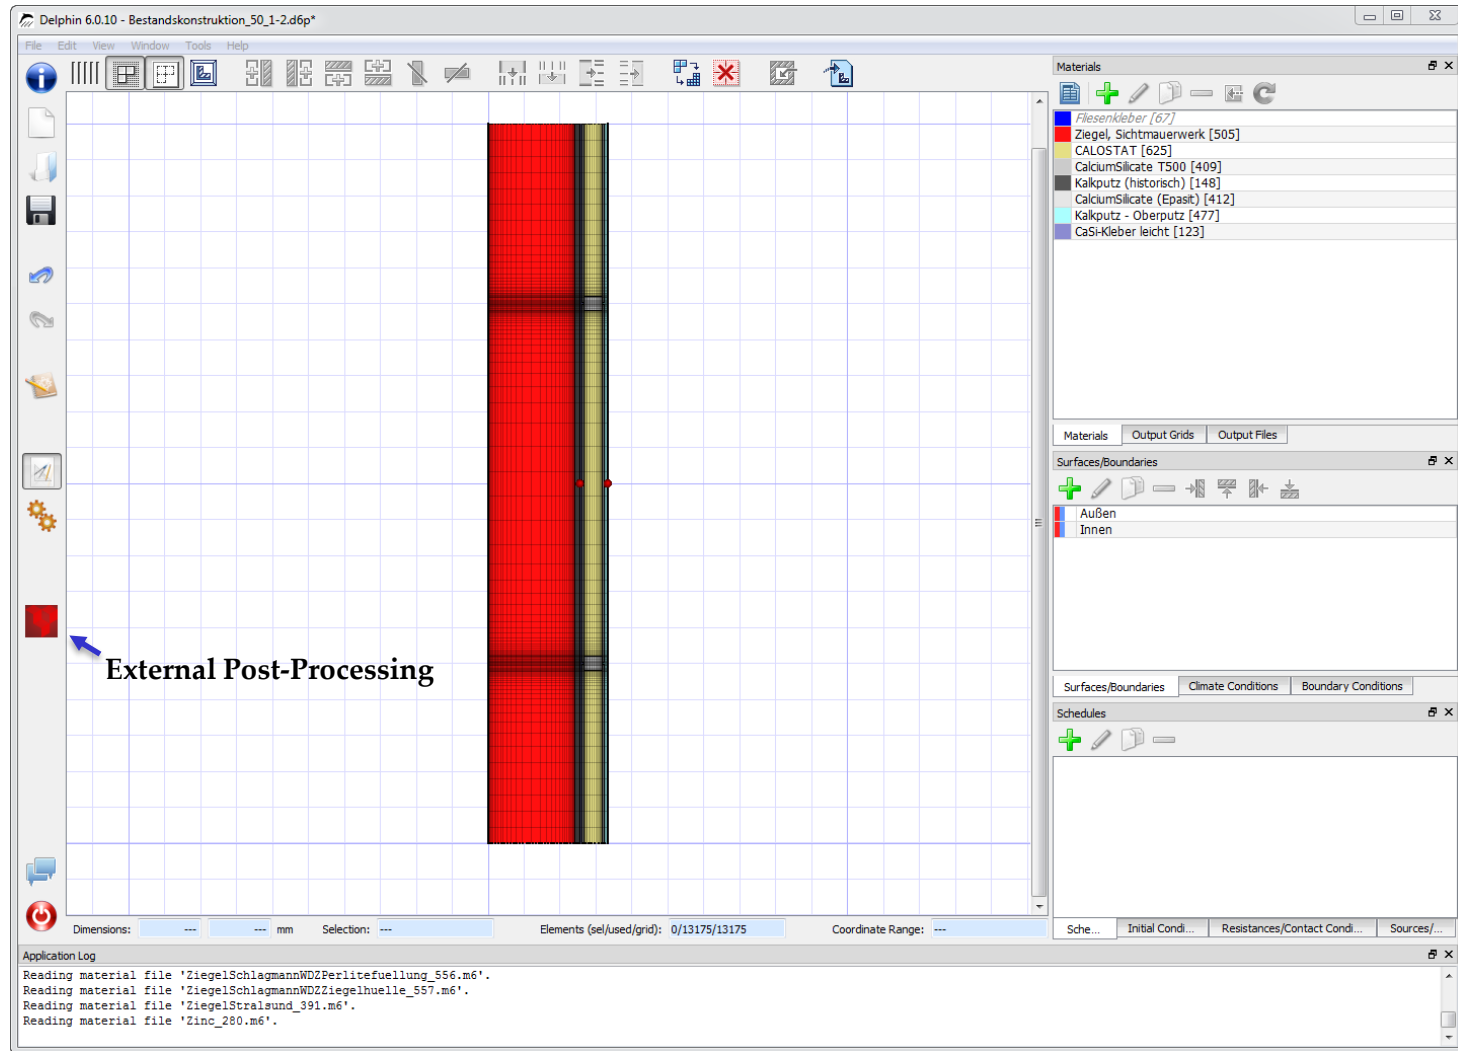 Delphin 6.0.10 - Bestandskonstruktion_50_1-2.d6p*
File Edit View Window Tools Help
Materials
Fliesenkleber [67]
Ziegel, Sichtmauerwerk [505]
CALOSTAT [625]
CalciumSilicate T500 [409]
Kalkputz (historisch) [148]
CalciumSilicate (Epasit) [412]
Kalkputz - Oberputz [477]
CaSi-Kleber leicht [123]
Materials Output Grids Output Files
Surfaces/Boundaries
Außen
Innen
External Post-Processing
Surfaces/Boundaries Climate Conditions Boundary Conditions
Schedules
Dimensions: --- --- mm Selection: --- Elements (sel/used/grid): 0/13175/13175 Coordinate Range: ---
Sche... Initial Condi... Resistances/Contact Condi... Sources/...
Application Log
Reading material file 'ZiegelSchlagmannWDZPerlitefuellung_556.m6'.
Reading material file 'ZiegelSchlagmannWDZZiegelhuelle_557.m6'.
Reading material file 'ZiegelStralsund_391.m6'.
Reading material file 'Zinc_280.m6'.